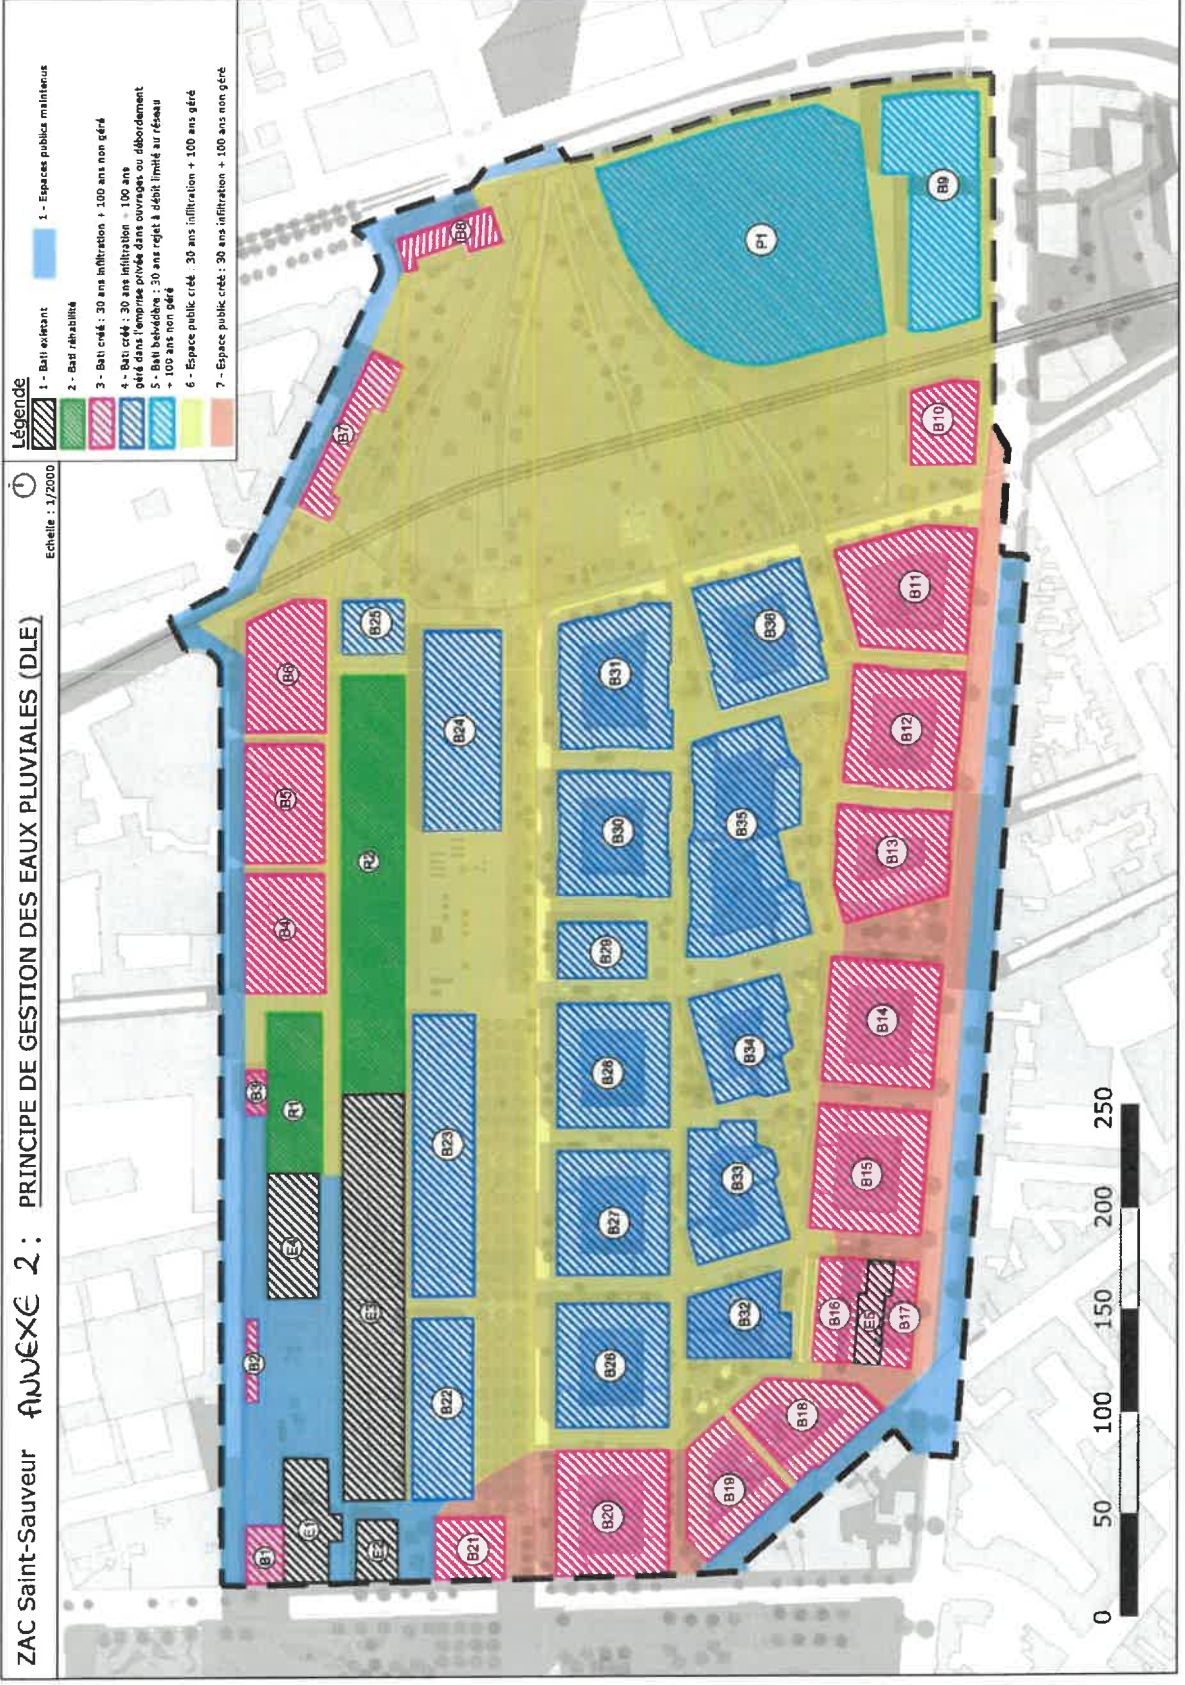 ZAC Saint-Sauveur ANNEXE 2 : PRINCIPE DE GESTION DES EAUX PLUVIALES (DLE)
Echelle : 1/2000
Légende
1 - Bati existant
1 - Espaces publics maintenus
2 - Bati réhabilité
3 - Bati créé : 30 ans infiltration + 100 ans non géré
4 - Bati créé : 30 ans infiltration + 100 ans
géré dans l'emprise privée dans ouvrages ou débordement
5 - Bati belvédère : 30 ans rejet à débit limité au réseau
+ 100 ans non géré
6 - Espace public créé : 30 ans infiltration + 100 ans géré
7 - Espace public créé : 30 ans infiltration + 100 ans non géré
B1
B2
B3
B4
B5
B6
B7
B8
E1
E4
R1
E2
E3
R2
B25
B21
B22
B23
B24
B20
B26
B27
B28
B29
B30
B31
P1
B19
B32
B33
B34
B35
B36
B18
B16
B17
B15
B14
B13
B12
B11
B10
B9
0
50
100
150
200
250